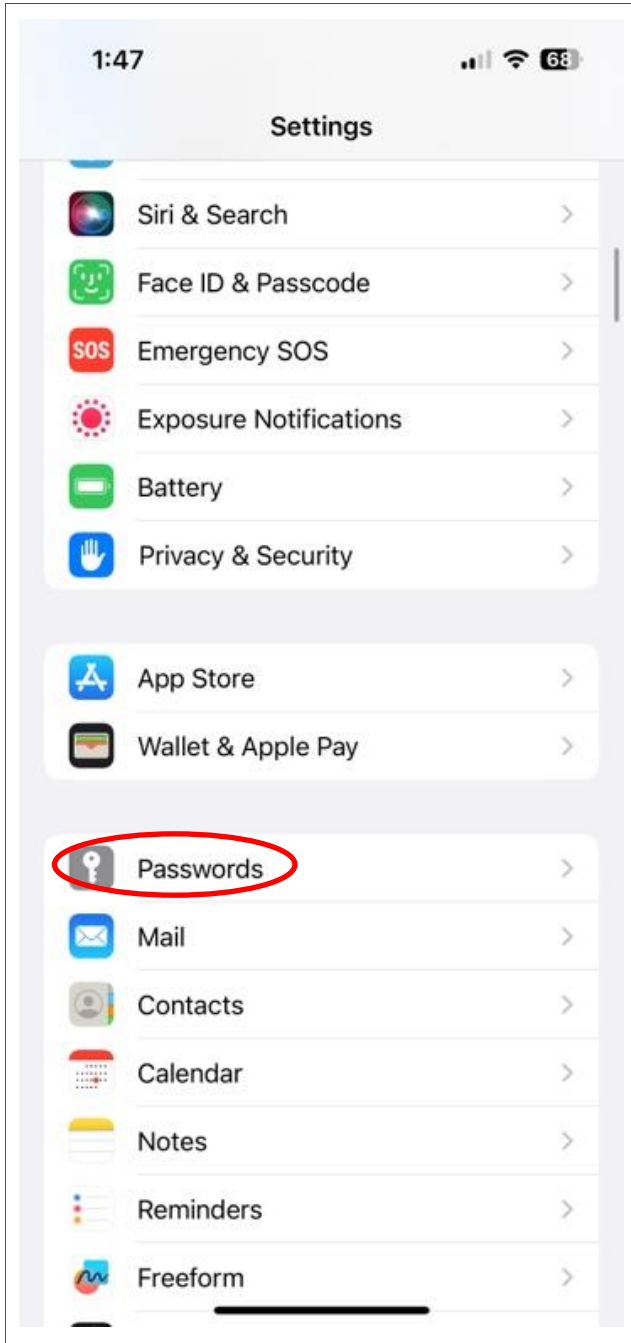 1:47
68
Settings
Siri & Search
Face ID & Passcode
SOS
Emergency SOS
Exposure Notifications
Battery
Privacy & Security
App Store
Wallet & Apple Pay
Passwords
Mail
Contacts
Calendar
Notes
Reminders
Freeform